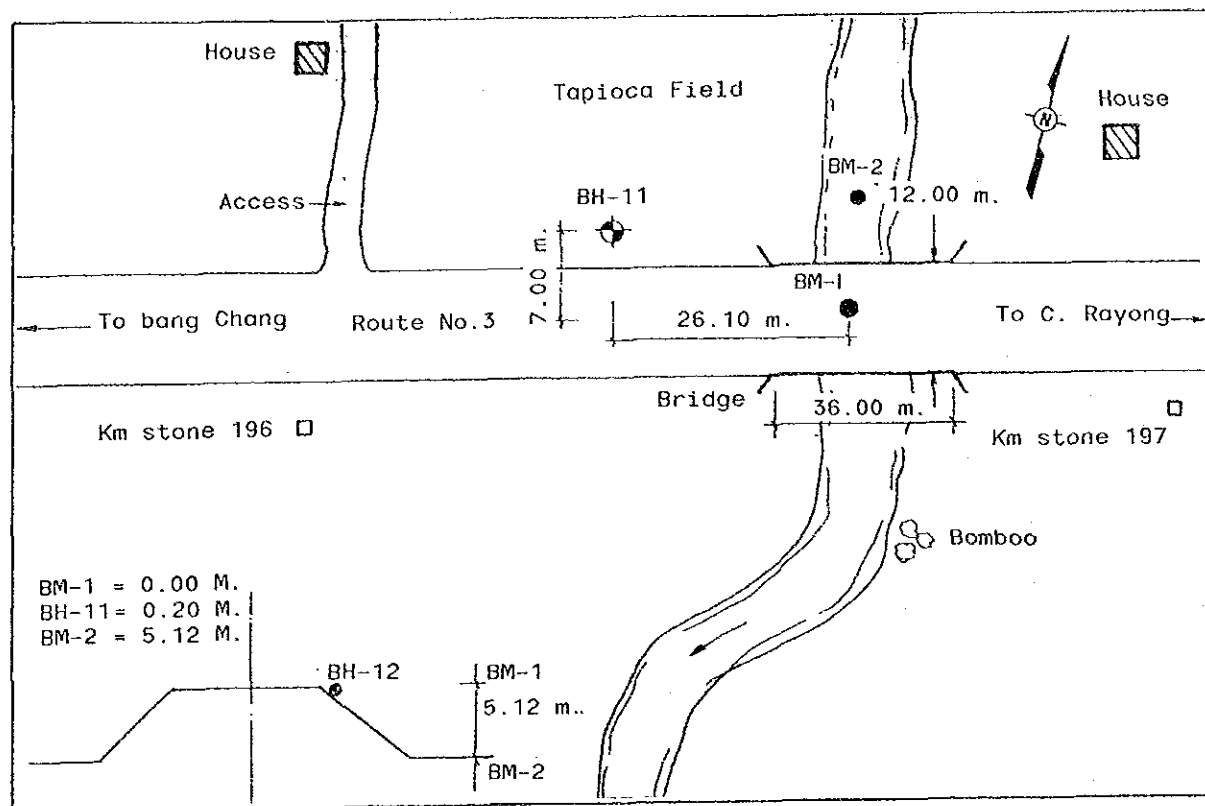 House
Tapioca Field
House
N
BM-2
12.00 m.
Access
BH-11
7.00 m.
BM-1
To bang Chang
Route No.3
26.10 m.
To C. Rayong
Bridge
36.00 m.
Km stone 196
Km stone 197
Bomboo
BM-1 = 0.00 M.
BH-11= 0.20 M.
BM-2 = 5.12 M.
BH-12
BM-1
5.12 m..
BM-2